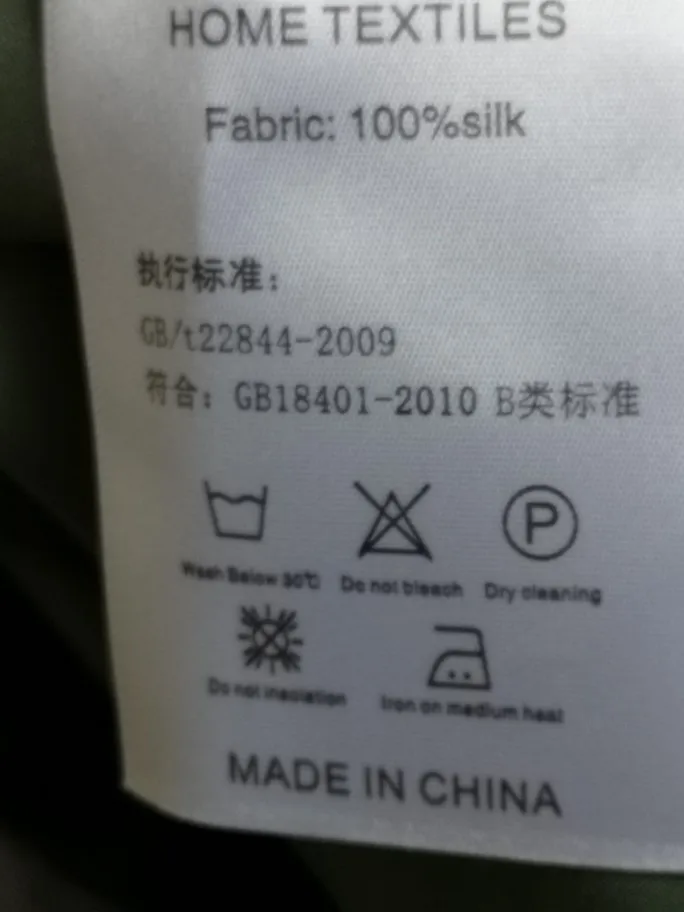 HOME TEXTILES
Fabric: 100%silk
执行标准:
GB/t22844-2009
符合: GB18401-2010 B类标准
P
Wash Below 30℃ Do not bleach Dry cleaning
Do not insolation Iron on medium heat
MADE IN CHINA